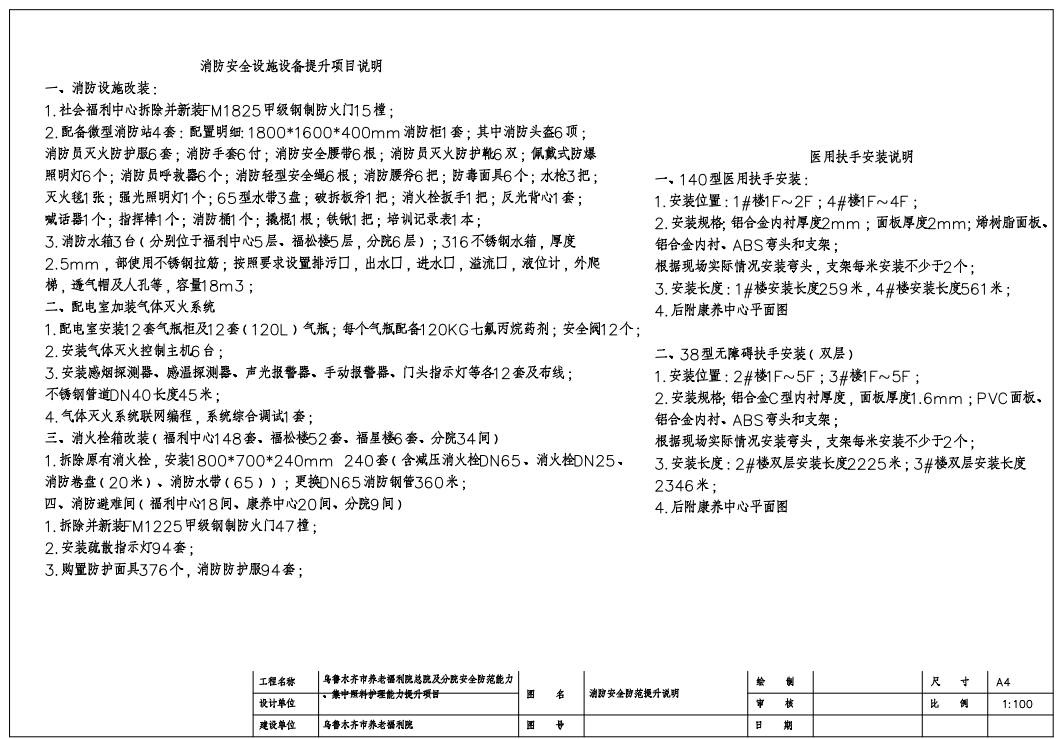 消防安全设施设备提升项目说明
一、消防设施改装：
1.社会福利中心拆除并新装FM1825甲级钢制防火门15樘；
2.配备微型消防站4套：配置明细：1800*1600*400mm消防柜1套；其中消防头盔6顶；
消防员灭火防护服6套；消防手套6付；消防安全腰带6根；消防员灭火防护靴6双；佩戴式防爆
照明灯6个；消防员呼救器6个；消防轻型安全绳6根；消防腰斧6把；防毒面具6个；水枪3把；
灭火毯1张；强光照明灯1个；65型水带3盘；破拆板斧1把；消火栓扳手1把；反光背心1套；
喊话器1个；指挥棒1个；消防桶1个；撬棍1根；铁锹1把；培训记录表1本；
3.消防水箱3台（分别位于福利中心5层、福松楼5层，分院6层）；316不锈钢水箱，厚度
2.5mm，部使用不锈钢拉筋；按照要求设置排污口，出水口，进水口，溢流口，液位计，外爬
梯，透气帽及人孔等，容量18m3；
二、配电室加装气体灭火系统
1.配电室安装12套气瓶柜及12套（120L）气瓶；每个气瓶配备120KG七氟丙烷药剂；安全阀12个；
2.安装气体灭火控制主机6台；
3.安装感烟探测器、感温探测器、声光报警器、手动报警器、门头指示灯等各12套及布线；
不锈钢管道DN40长度45米；
4.气体灭火系统联网编程，系统综合调试1套；
三、消火栓箱改装（福利中心148套、福松楼52套、福星楼6套、分院34间）
1.拆除原有消火栓，安装1800*700*240mm 240套（含减压消火栓DN65、消火栓DN25、
消防卷盘（20米）、消防水带（65））；更换DN65消防钢管360米；
四、消防避难间（福利中心18间、康养中心20间、分院9间）
1.拆除并新装FM1225甲级钢制防火门47樘；
2.安装疏散指示灯94套；
3.购置防护面具376个，消防防护服94套；
医用扶手安装说明
一、140型医用扶手安装：
1.安装位置：1#楼1F～2F；4#楼1F～4F；
2.安装规格；铝合金内衬厚度2mm；面板厚度2mm；烯树脂面板、
铝合金内衬、ABS弯头和支架；
根据现场实际情况安装弯头，支架每米安装不少于2个；
3.安装长度：1#楼安装长度259米，4#楼安装长度561米；
4.后附康养中心平面图
二、38型无障碍扶手安装（双层）
1.安装位置：2#楼1F～5F；3#楼1F～5F；
2.安装规格；铝合金C型内衬厚度，面板厚度1.6mm；PVC面板、
铝合金内衬、ABS弯头和支架；
根据现场实际情况安装弯头，支架每米安装不少于2个；
3.安装长度：2#楼双层安装长度2225米；3#楼双层安装长度
2346米；
4.后附康养中心平面图
工程名称 乌鲁木齐市养老福利院总院及分院安全防范能力
、集中照料护理能力提升项目
设计单位
建设单位 乌鲁木齐市养老福利院
图 名 消防安全防范提升说明
图 号
绘 制
审 核
日 期
尺 寸 A4
比 例 1:100